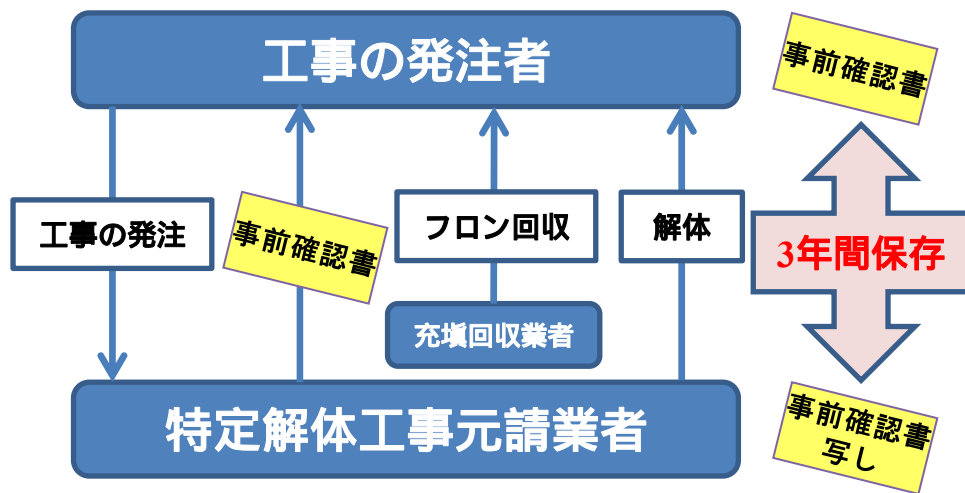 工事の発注者
事前確認書
工事の発注
事前確認書
フロン回収
解体
3年間保存
充塡回収業者
特定解体工事元請業者
事前確認書
写し